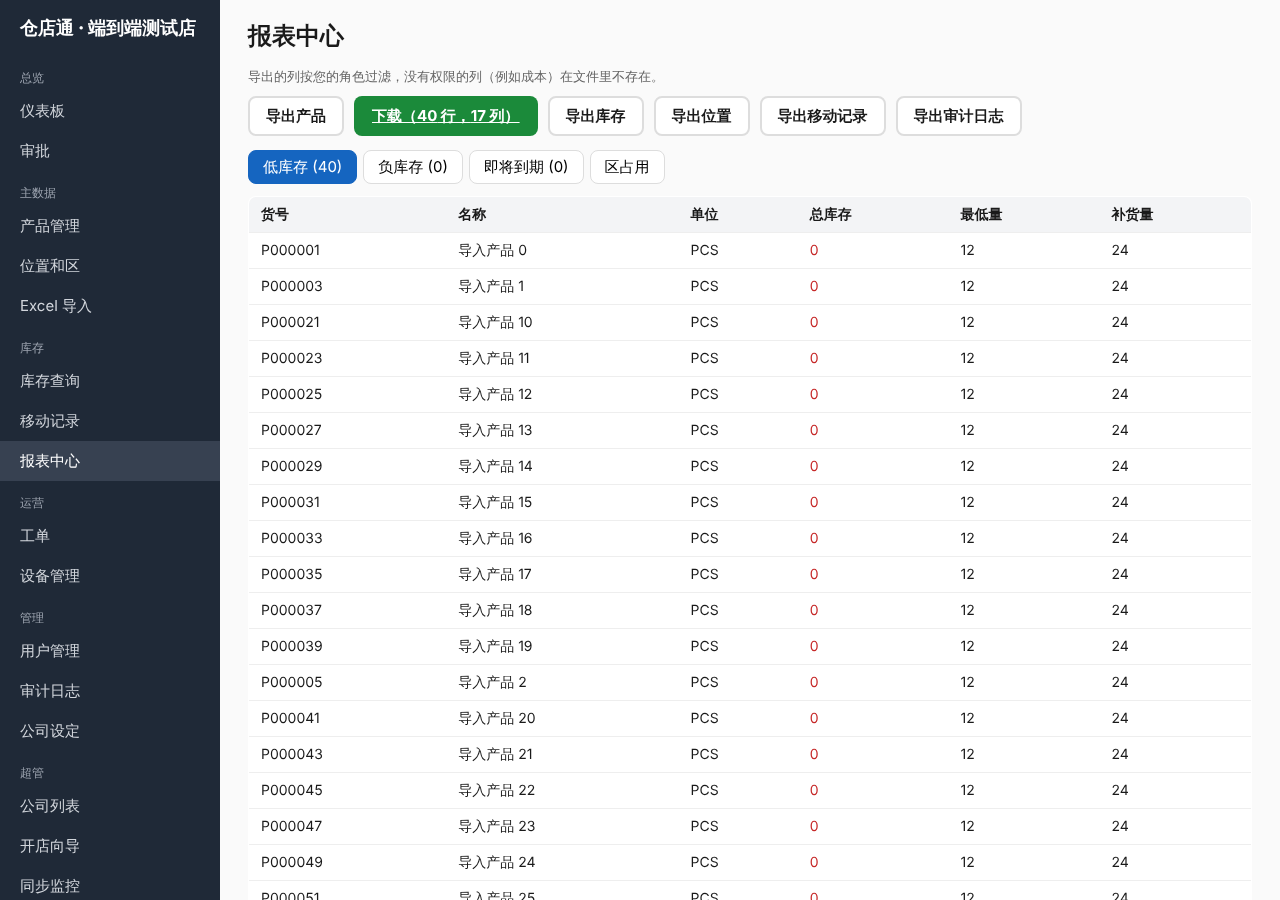 仓店通 · 端到端测试店
总览
仪表板
审批
主数据
产品管理
位置和区
Excel 导入
库存
库存查询
移动记录
报表中心
运营
工单
设备管理
管理
用户管理
审计日志
公司设定
超管
公司列表
开店向导
同步监控
报表中心
导出的列按您的角色过滤，没有权限的列（例如成本）在文件里不存在。
导出产品 下载（40 行，17 列） 导出库存 导出位置 导出移动记录 导出审计日志
低库存 (40) 负库存 (0) 即将到期 (0) 区占用
货号 名称 单位 总库存 最低量 补货量
P000001 导入产品 0 PCS 0 12 24
P000003 导入产品 1 PCS 0 12 24
P000021 导入产品 10 PCS 0 12 24
P000023 导入产品 11 PCS 0 12 24
P000025 导入产品 12 PCS 0 12 24
P000027 导入产品 13 PCS 0 12 24
P000029 导入产品 14 PCS 0 12 24
P000031 导入产品 15 PCS 0 12 24
P000033 导入产品 16 PCS 0 12 24
P000035 导入产品 17 PCS 0 12 24
P000037 导入产品 18 PCS 0 12 24
P000039 导入产品 19 PCS 0 12 24
P000005 导入产品 2 PCS 0 12 24
P000041 导入产品 20 PCS 0 12 24
P000043 导入产品 21 PCS 0 12 24
P000045 导入产品 22 PCS 0 12 24
P000047 导入产品 23 PCS 0 12 24
P000049 导入产品 24 PCS 0 12 24
P000051 导入产品 25 PCS 0 12 24